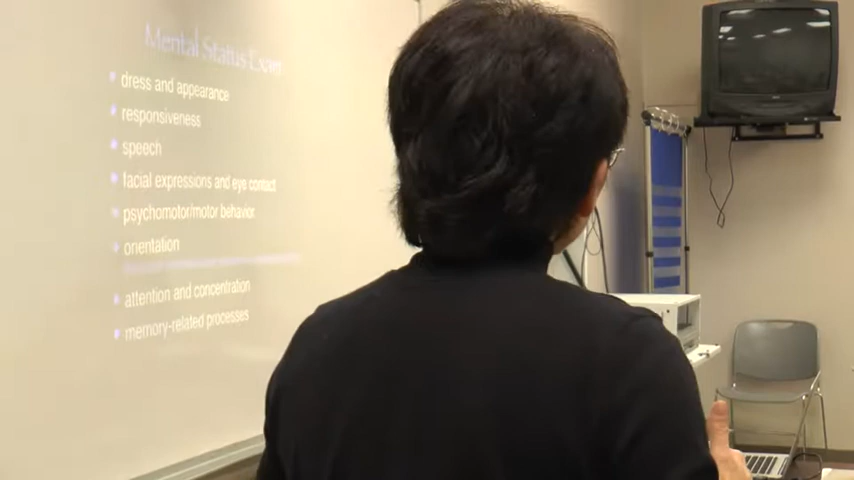 Mental Status Exam
dress and appearance
responsiveness
speech
facial expressions and eye contact
psychomotor/motor behavior
orientation
attention and concentration
memory-related processes